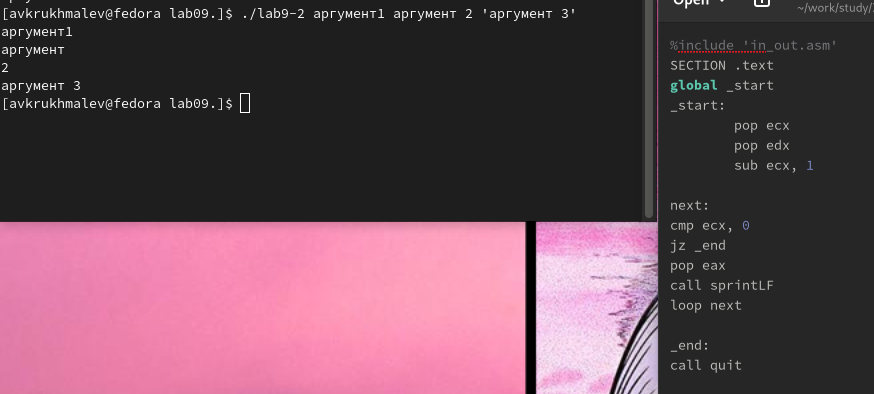 [avkrukhmalev@fedora lab09.]$ ./lab9-2 аргумент1 аргумент 2 'аргумент 3'
аргумент1
аргумент
2
аргумент 3
[avkrukhmalev@fedora lab09.]$
Open
~/work/study/
%include 'in_out.asm'
SECTION .text
global _start
_start:
pop ecx
pop edx
sub ecx, 1
next:
cmp ecx, 0
jz _end
pop eax
call sprintLF
loop next
_end:
call quit